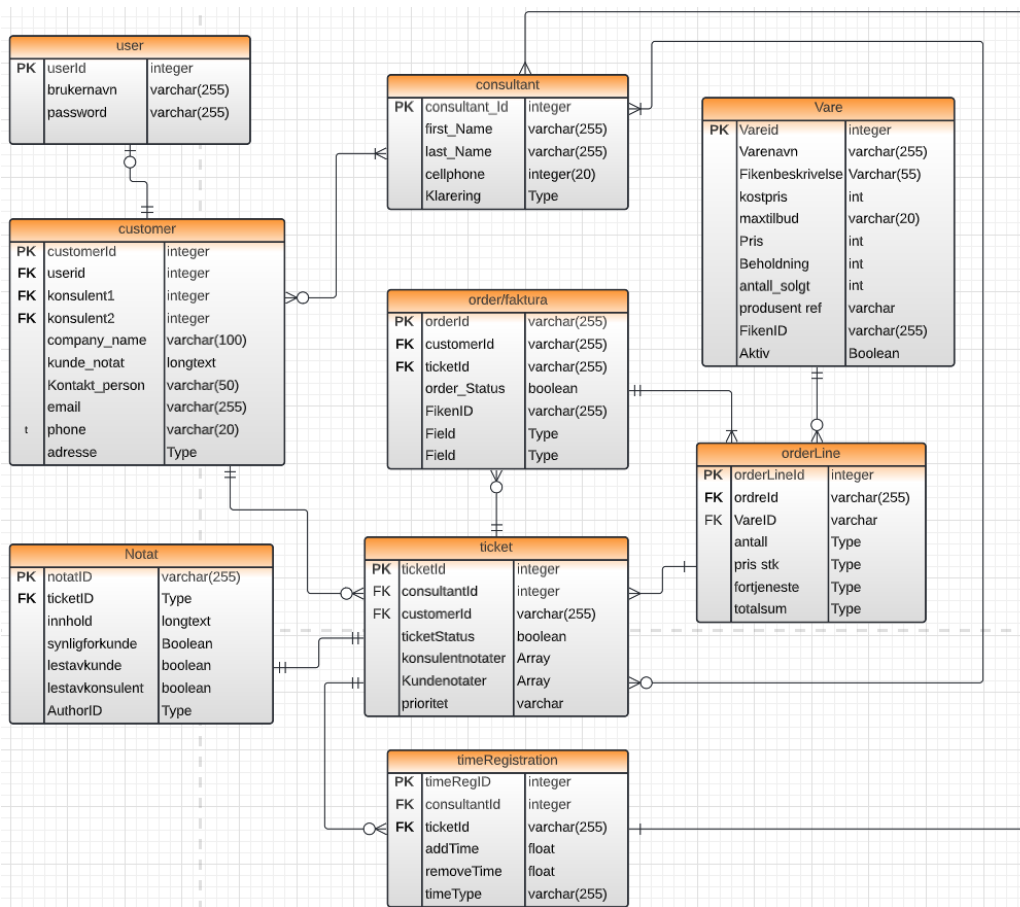 user
PK userId integer
brukernavn varchar(255)
password varchar(255)
consultant
PK consultant_Id integer
first_Name varchar(255)
last_Name varchar(255)
cellphone integer(20)
Klarering Type
Vare
PK Vareid integer
Varenavn varchar(255)
Fikenbeskrivelse Varchar(55)
kostpris int
maxtilbud varchar(20)
Pris int
Beholdning int
antall_solgt int
produsent ref varchar
FikenID varchar(255)
Aktiv Boolean
customer
PK customerId integer
FK userid integer
FK konsulent1 integer
FK konsulent2 integer
company_name varchar(100)
kunde_notat longtext
Kontakt_person varchar(50)
email varchar(255)
t phone varchar(20)
adresse Type
order/faktura
PK orderId varchar(255)
FK customerId varchar(255)
FK ticketId varchar(255)
order_Status boolean
FikenID varchar(255)
Field Type
Field Type
orderLine
PK orderLineId integer
FK ordreId varchar(255)
FK VareID varchar
antall Type
pris stk Type
fortjeneste Type
totalsum Type
Notat
PK notatID varchar(255)
FK ticketID Type
innhold longtext
synligforkunde Boolean
lestavkunde boolean
lestavkonsulent boolean
AuthorID Type
ticket
PK ticketId integer
FK consultantId integer
FK customerId varchar(255)
ticketStatus boolean
konsulentnotater Array
Kundenotater Array
prioritet varchar
timeRegistration
PK timeRegID integer
FK consultantId integer
FK ticketId varchar(255)
addTime float
removeTime float
timeType varchar(255)